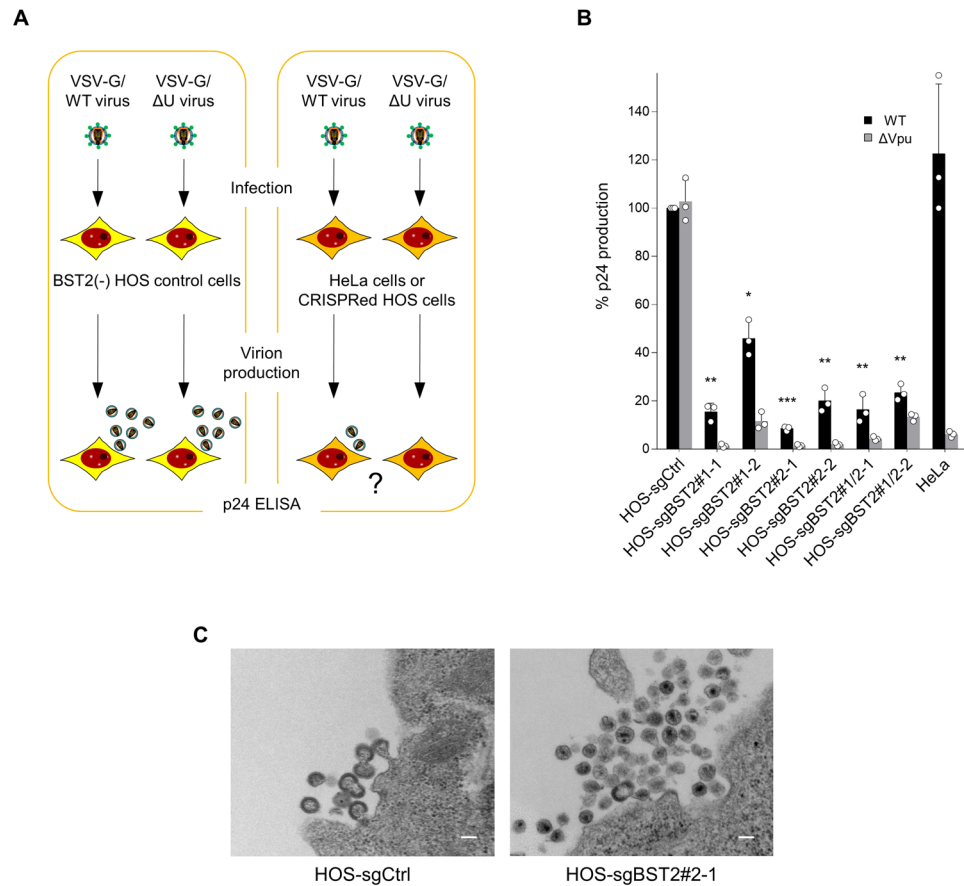 A
VSV-G/
WT virus
VSV-G/
ΔU virus
VSV-G/
WT virus
VSV-G/
ΔU virus
Infection
BST2(-) HOS control cells
HeLa cells or
CRISPRed HOS cells
Virion
production
?
p24 ELISA
B
WT
ΔVpu
% p24 production
140
120
100
80
60
40
20
0
*
**
***
**
**
**
HOS-sgCtrl
HOS-sgBST2#1-1
HOS-sgBST2#1-2
HOS-sgBST2#2-1
HOS-sgBST2#2-2
HOS-sgBST2#1/2-1
HOS-sgBST2#1/2-2
HeLa
C
HOS-sgCtrl
HOS-sgBST2#2-1